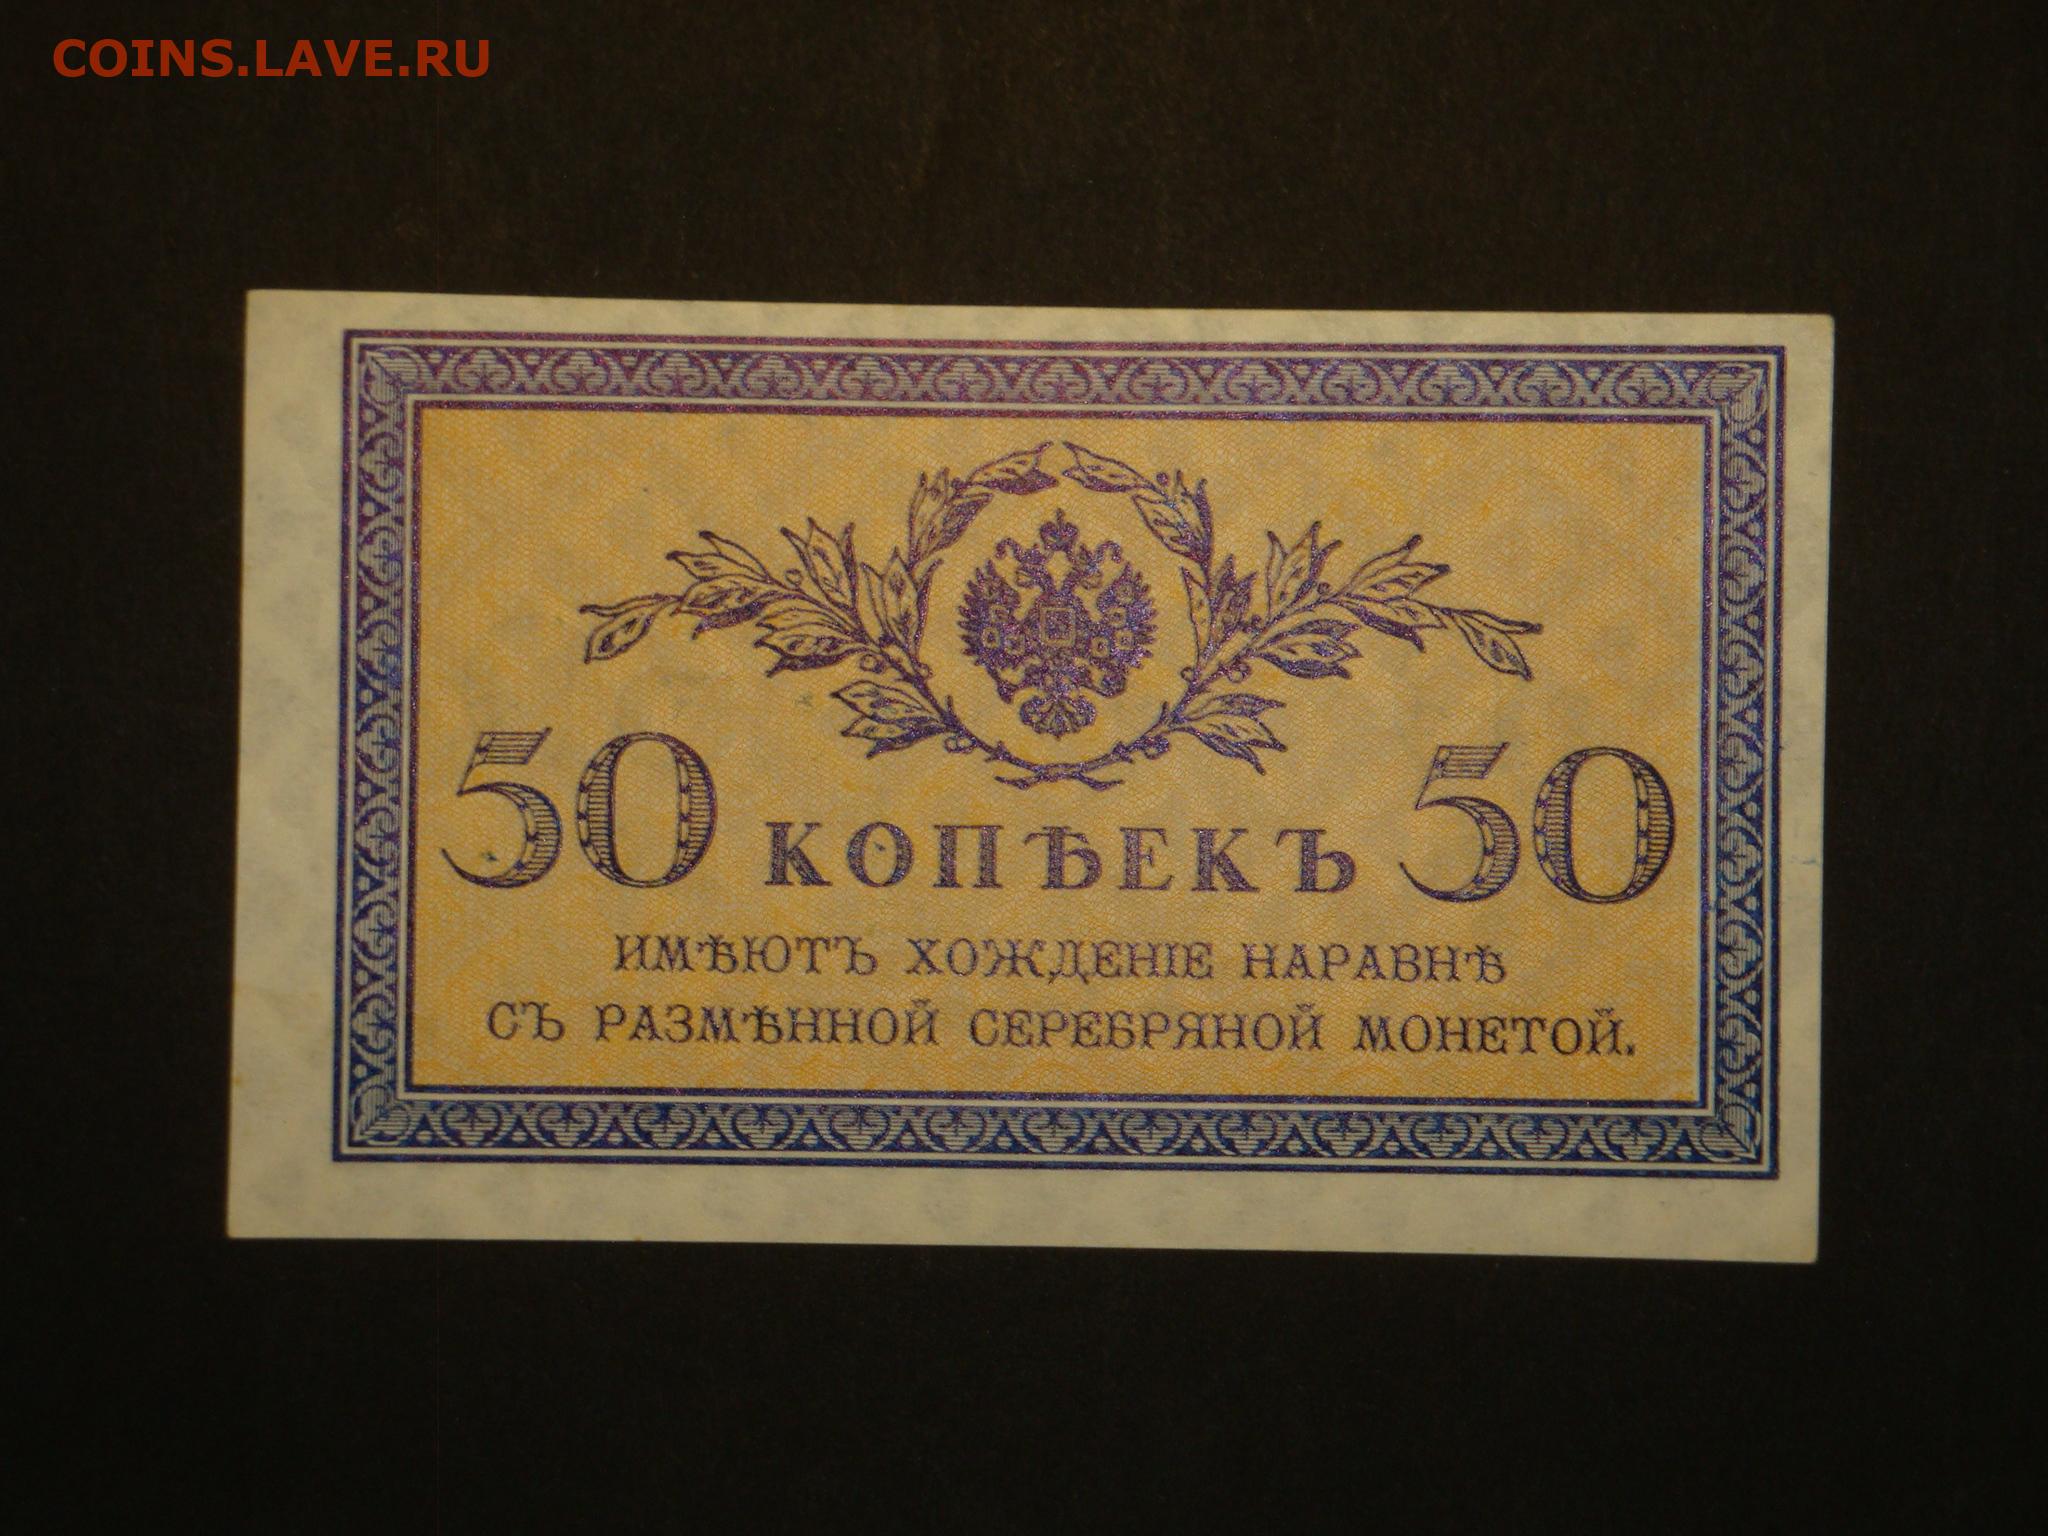 COINS.LAVE.RU
50 КОПѢЕКЪ 50
ИМѢЮТЪ ХОЖДЕНІЕ НАРАВНѢ
СЪ РАЗМѢННОЙ СЕРЕБРЯНОЙ МОНЕТОЙ.